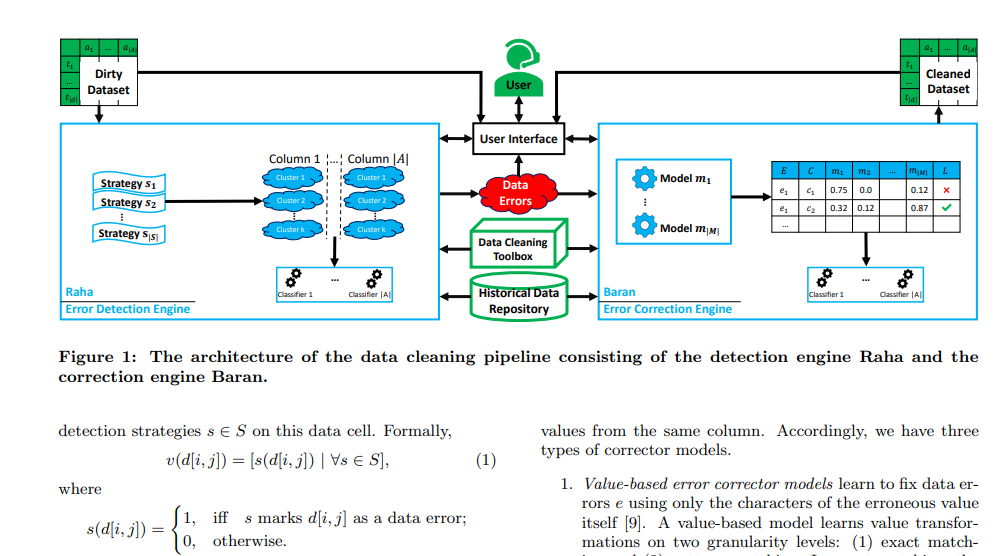 a₁ ... a|A|
t₁
...
t|d|
Dirty
Dataset
User
a₁ ... a|A|
t₁
...
t|d|
Cleaned
Dataset
User Interface
Column 1 ... Column |A|
Strategy s₁
Strategy s₂
⋮
Strategy s|S|
Cluster 1 Cluster 1
Cluster 2 Cluster 2
⋮ ⋮
Cluster k Cluster k
...
Classifier 1 Classifier |A|
Raha
Error Detection Engine
Data
Errors
Data Cleaning
Toolbox
Historical Data
Repository
Model m₁
⋮
Model m|M|
E C m₁ m₂ ... m|M| L
e₁ c₁ 0.75 0.0 0.12 ×
e₁ c₂ 0.32 0.12 0.87 ✓
...
...
Classifier 1 Classifier |A|
Baran
Error Correction Engine
Figure 1: The architecture of the data cleaning pipeline consisting of the detection engine Raha and the
correction engine Baran.
detection strategies s ∈ S on this data cell. Formally,
v(d[i, j]) = [s(d[i, j]) | ∀s ∈ S], (1)
where
s(d[i, j]) = { 1, iff s marks d[i, j] as a data error;
0, otherwise.
values from the same column. Accordingly, we have three
types of corrector models.
1. Value-based error corrector models learn to fix data er-
rors e using only the characters of the erroneous value
itself [9]. A value-based model learns value transfor-
mations on two granularity levels: (1) exact match-